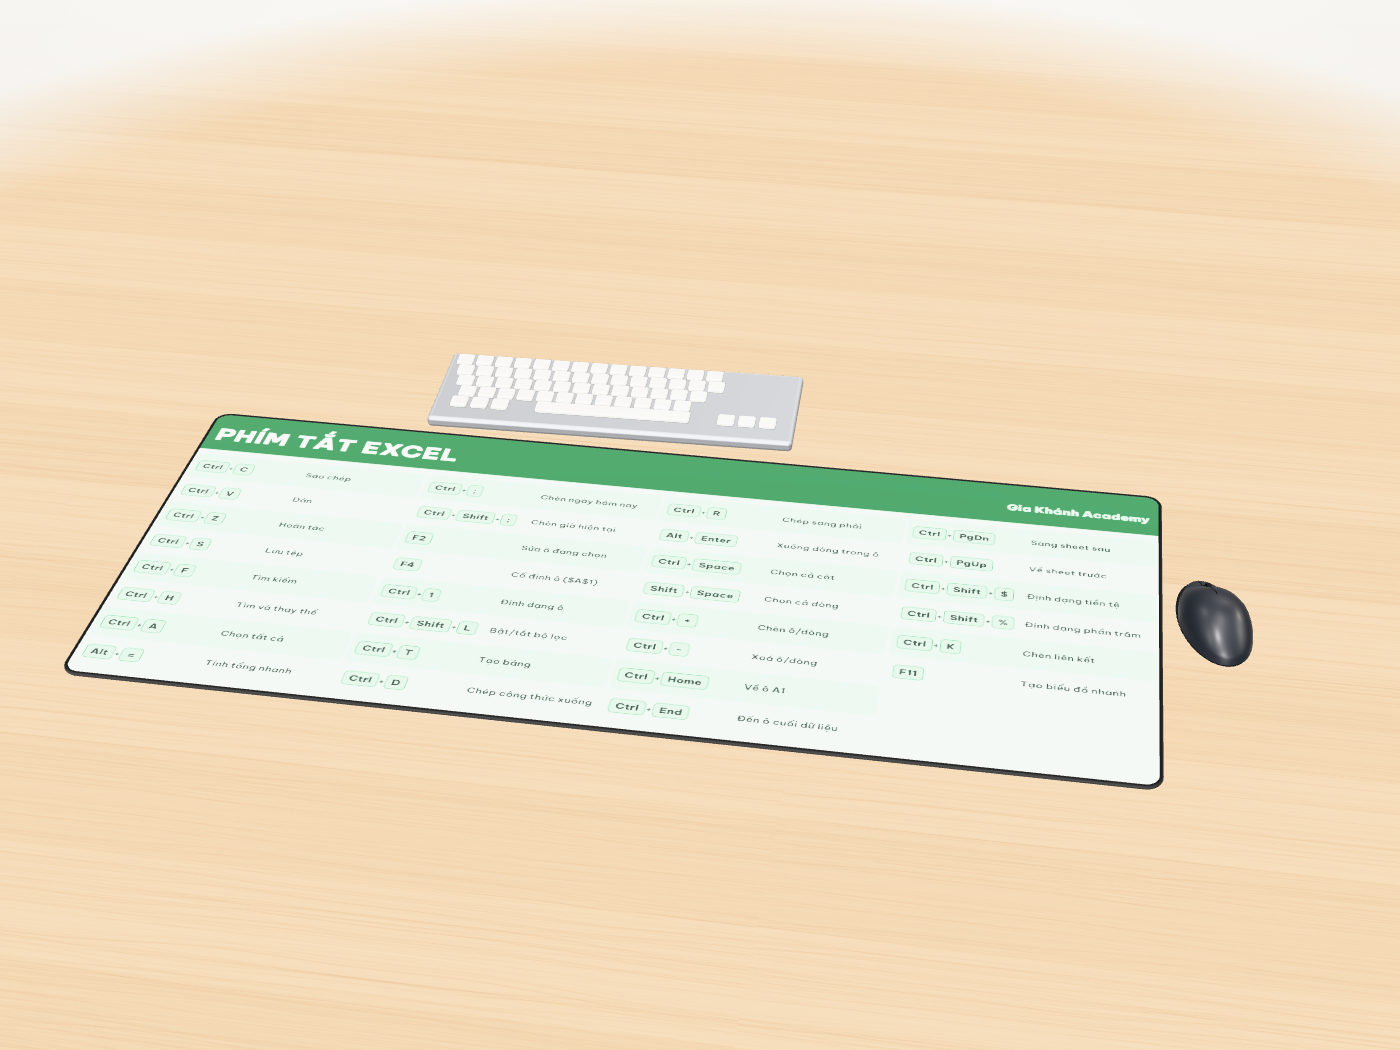 PHÍM TẮT EXCEL
Gia Khánh Academy
Ctrl + C Sao chép
Ctrl + V Dán
Ctrl + Z Hoàn tác
Ctrl + S Lưu tệp
Ctrl + F Tìm kiếm
Ctrl + H Tìm và thay thế
Ctrl + A Chọn tất cả
Alt + = Tính tổng nhanh
Ctrl + ; Chèn ngày hôm nay
Ctrl + Shift + ; Chèn giờ hiện tại
F2 Sửa ô đang chọn
F4 Cố định ô ($A$1)
Ctrl + 1 Định dạng ô
Ctrl + Shift + L Bật/tắt bộ lọc
Ctrl + T Tạo bảng
Ctrl + D Chép công thức xuống
Ctrl + R Chép sang phải
Alt + Enter Xuống dòng trong ô
Ctrl + Space Chọn cả cột
Shift + Space Chọn cả dòng
Ctrl + + Chèn ô/dòng
Ctrl + - Xoá ô/dòng
Ctrl + Home Về ô A1
Ctrl + End Đến ô cuối dữ liệu
Ctrl + PgDn Sang sheet sau
Ctrl + PgUp Về sheet trước
Ctrl + Shift + $ Định dạng tiền tệ
Ctrl + Shift + % Định dạng phần trăm
Ctrl + K Chèn liên kết
F11 Tạo biểu đồ nhanh